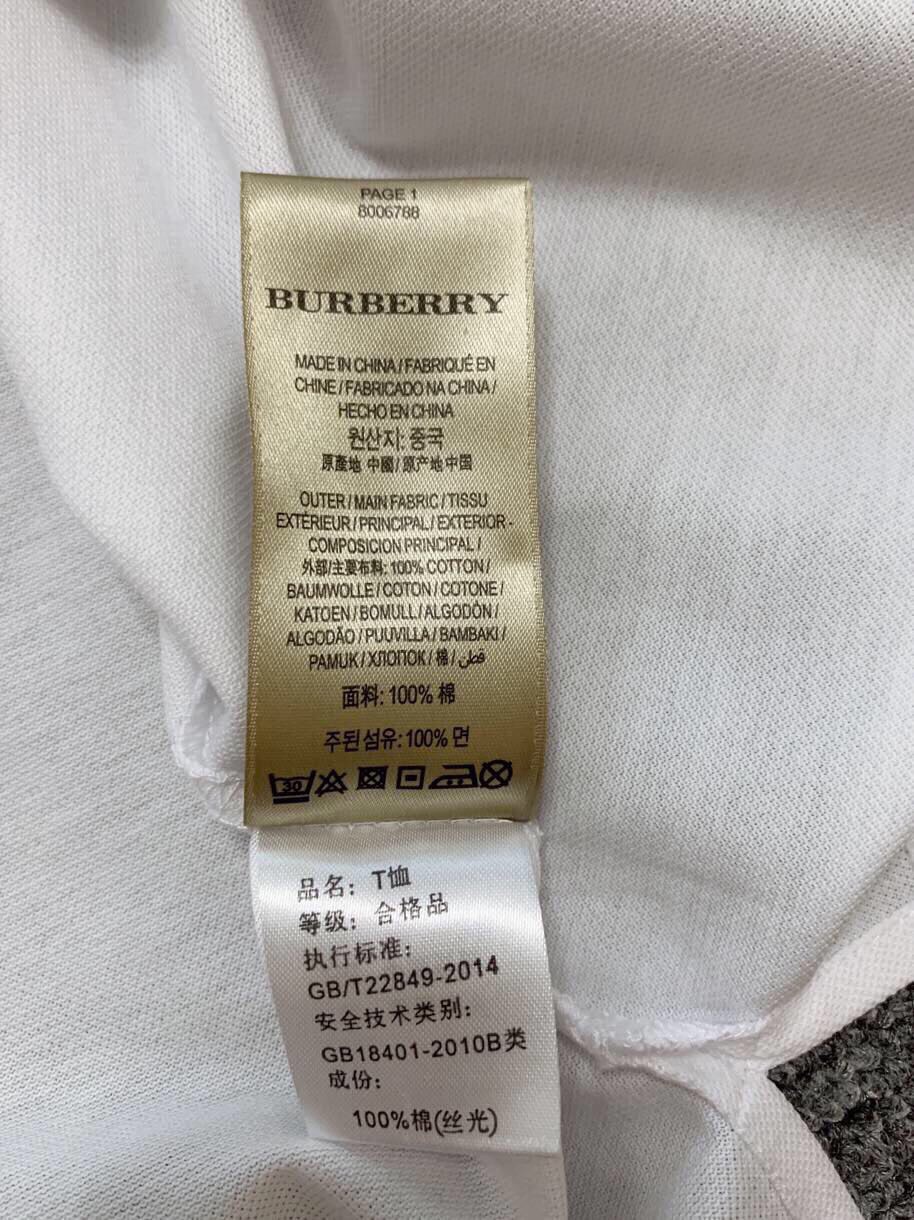 PAGE 1
8006788
BURBERRY
MADE IN CHINA / FABRIQUÉ EN
CHINE / FABRICADO NA CHINA /
HECHO EN CHINA
원산지: 중국
原產地 中國 / 原产地 中国
OUTER / MAIN FABRIC / TISSU
EXTÉRIEUR / PRINCIPAL / EXTERIOR -
COMPOSICION PRINCIPAL /
外部/主要布料: 100% COTTON /
BAUMWOLLE / COTON / COTONE /
KATOEN / BOMULL / ALGODÓN /
ALGODÃO / PUUVILLA / BAMBAKI /
PAMUK / ХЛОПОК / 棉 / قطن
面料: 100% 棉
주된섬유: 100% 면
30
品名: T恤
等级: 合格品
执行标准:
GB/T22849-2014
安全技术类别:
GB18401-2010B类
成份:
100%棉(丝光)